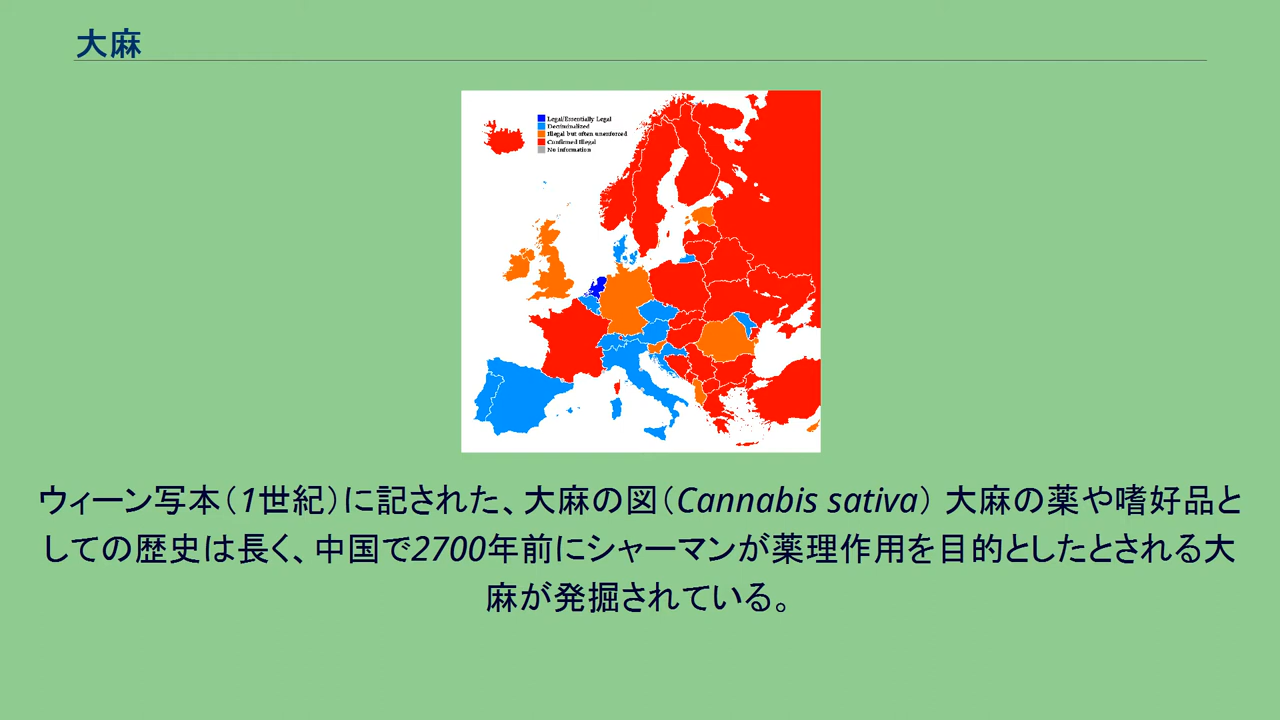 大麻
Legal/Essentially Legal
Decriminalized
Illegal but often unenforced
Confirmed Illegal
No information
ウィーン写本（1世紀）に記された、大麻の図（Cannabis sativa） 大麻の薬や嗜好品と
しての歴史は長く、中国で2700年前にシャーマンが薬理作用を目的としたとされる大
麻が発掘されている。